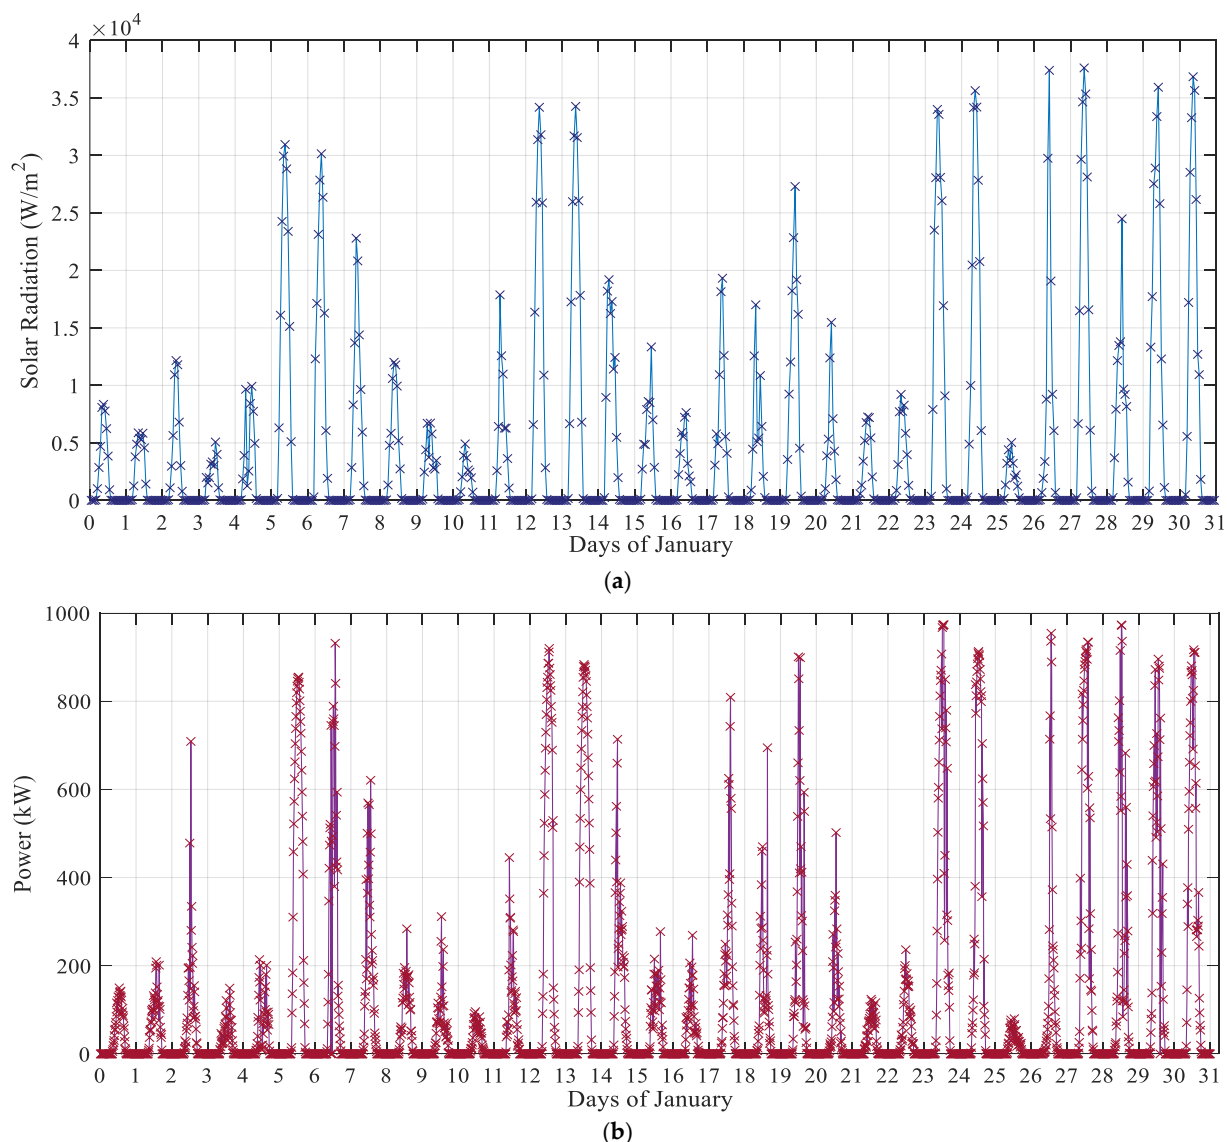 ×10⁴
4
3.5
3
2.5
2
1.5
1
0.5
0
Solar Radiation (W/m²)
0 1 2 3 4 5 6 7 8 9 10 11 12 13 14 15 16 17 18 19 20 21 22 23 24 25 26 27 28 29 30 31
Days of January
(a)
1000
800
600
400
200
0
Power (kW)
0 1 2 3 4 5 6 7 8 9 10 11 12 13 14 15 16 17 18 19 20 21 22 23 24 25 26 27 28 29 30 31
Days of January
(b)